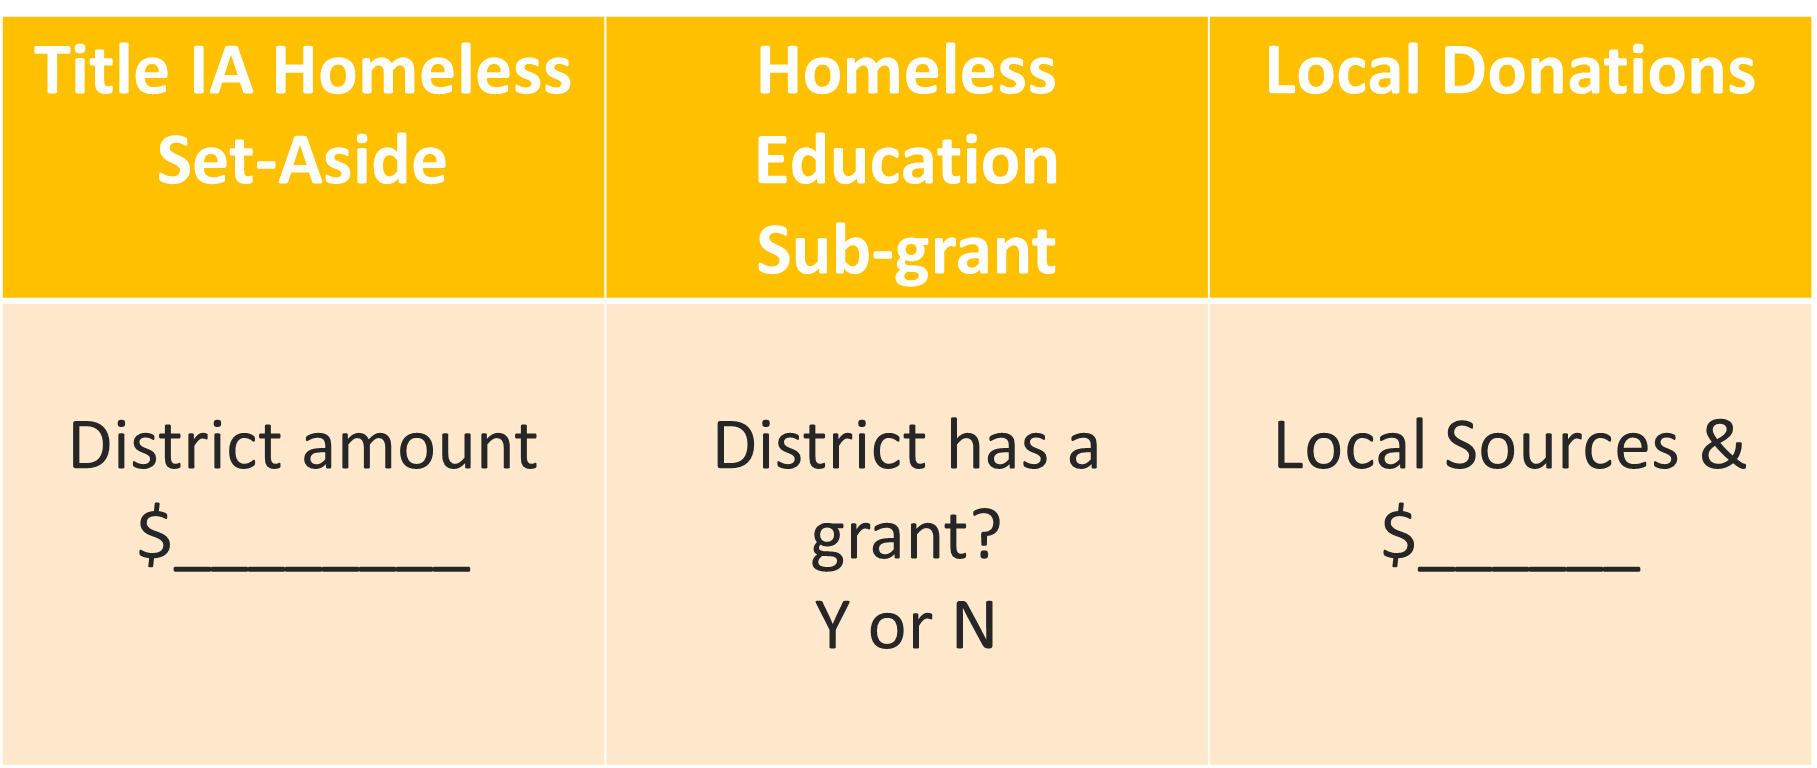 Title IA Homeless
Set-Aside
Homeless
Education
Sub-grant
Local Donations
District amount
$________
District has a
grant?
Y or N
Local Sources &
$______